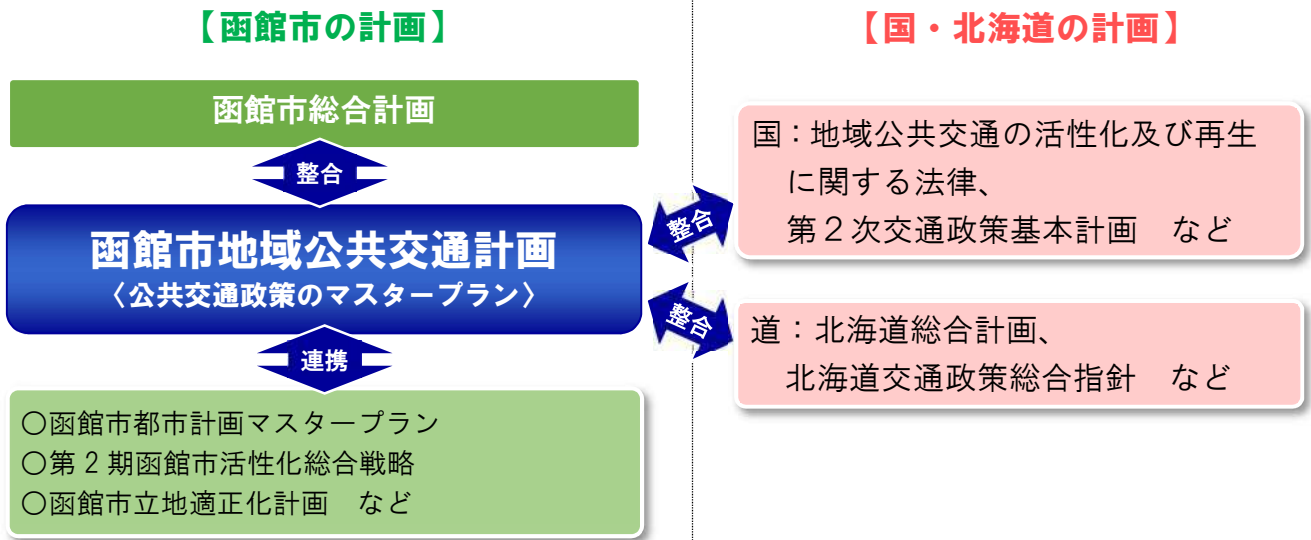 【函館市の計画】
函館市総合計画
整合
函館市地域公共交通計画
〈公共交通政策のマスタープラン〉
連携
〇函館市都市計画マスタープラン
〇第2期函館市活性化総合戦略
〇函館市立地適正化計画　など
【国・北海道の計画】
整合
国：地域公共交通の活性化及び再生
に関する法律、
第２次交通政策基本計画　など
整合
道：北海道総合計画、
北海道交通政策総合指針　など